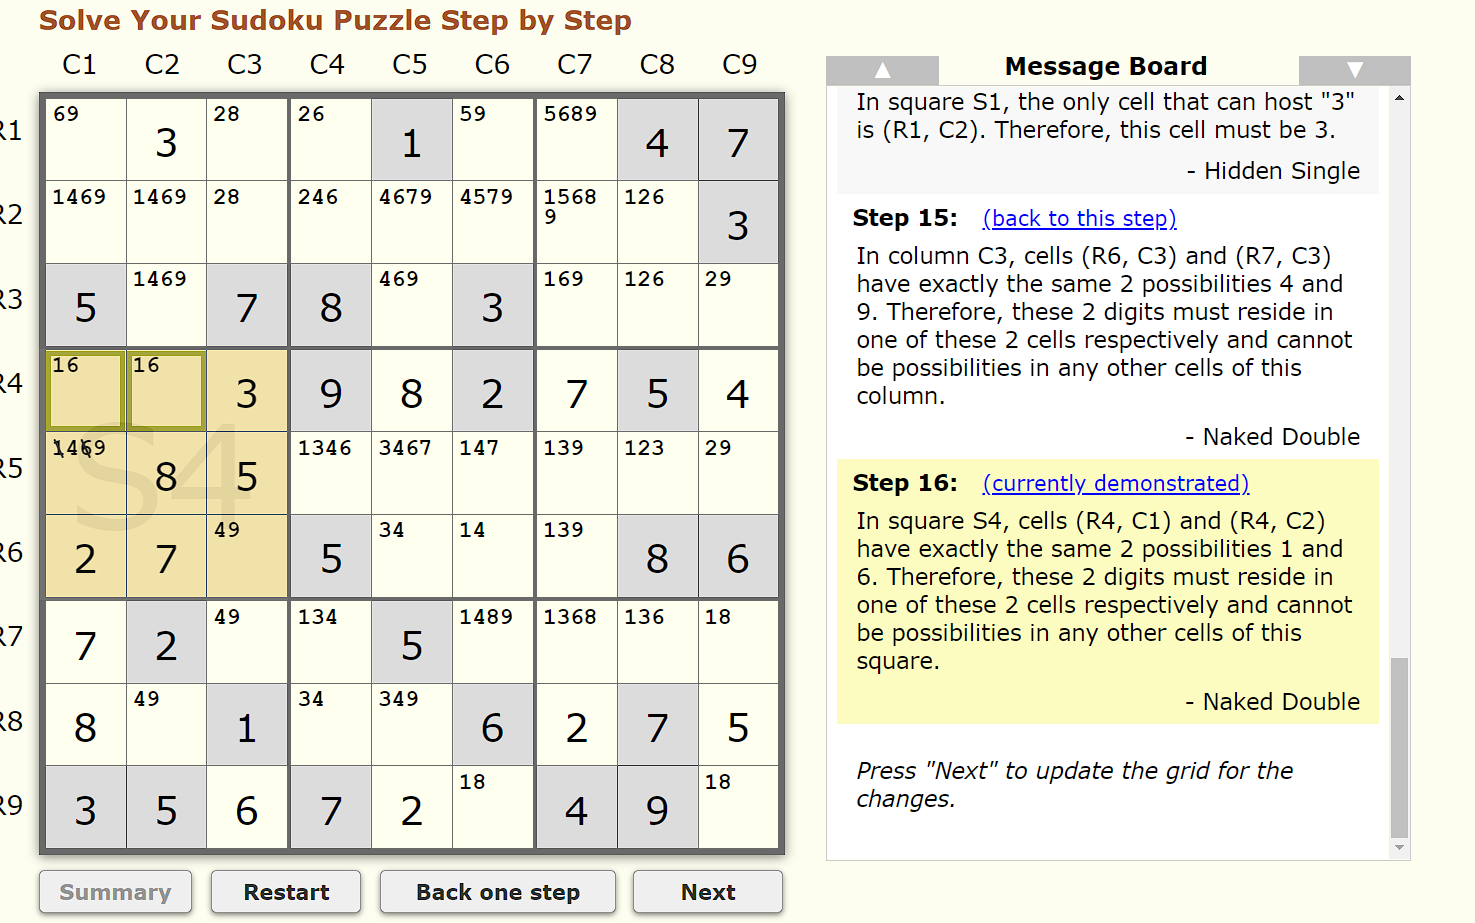 Solve Your Sudoku Puzzle Step by Step
C1 C2 C3 C4 C5 C6 C7 C8 C9
▲ Message Board ▼
R1 69 3 28 26 1 59 5689 4 7
R2 1469 1469 28 246 4679 4579 1568
9 126 3
R3 5 1469 7 8 469 3 169 126 29
R4 16 16 3 9 8 2 7 5 4
S4
R5 1469 8 5 1346 3467 147 139 123 29
R6 2 7 49 5 34 14 139 8 6
R7 7 2 49 134 5 1489 1368 136 18
R8 8 49 1 34 349 6 2 7 5
R9 3 5 6 7 2 18 4 9 18
Summary Restart Back one step Next
In square S1, the only cell that can host "3"
is (R1, C2). Therefore, this cell must be 3.
- Hidden Single
Step 15: (back to this step)
In column C3, cells (R6, C3) and (R7, C3)
have exactly the same 2 possibilities 4 and
9. Therefore, these 2 digits must reside in
one of these 2 cells respectively and cannot
be possibilities in any other cells of this
column.
- Naked Double
Step 16: (currently demonstrated)
In square S4, cells (R4, C1) and (R4, C2)
have exactly the same 2 possibilities 1 and
6. Therefore, these 2 digits must reside in
one of these 2 cells respectively and cannot
be possibilities in any other cells of this
square.
- Naked Double
Press "Next" to update the grid for the
changes.